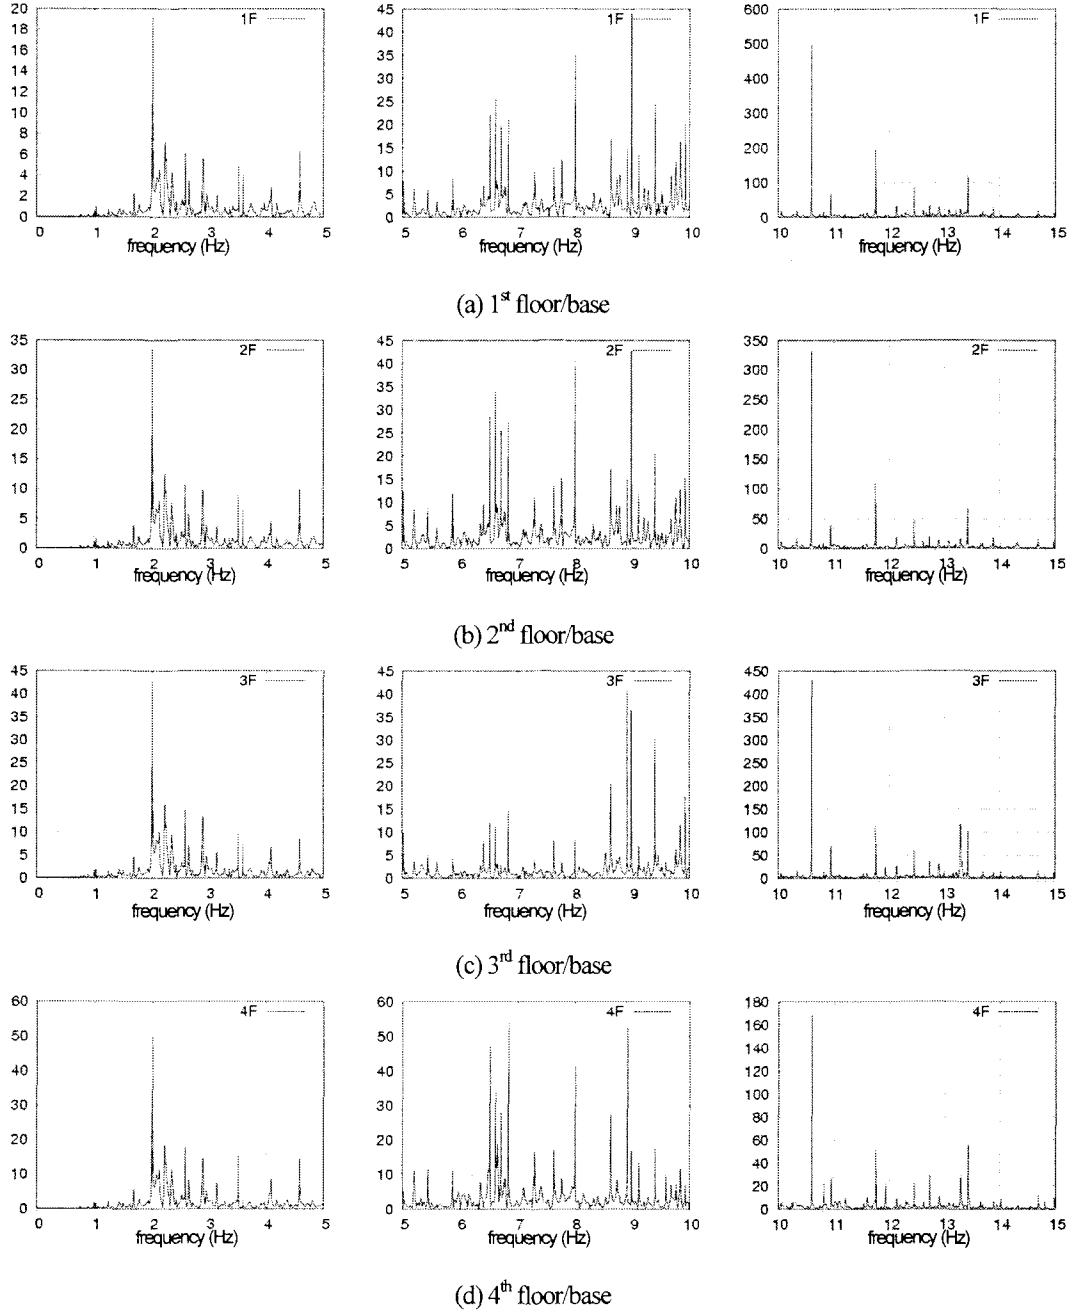 20 18 16 14 12 10 8 6 4 2 0
1F
0 1 2 3 4 5
frequency (Hz)
45 40 35 30 25 20 15 10 5 0
1F
5 6 7 8 9 10
frequency (Hz)
600 500 400 300 200 100 0
1F
10 11 12 13 14 15
frequency (Hz)
(a) 1st floor/base
35 30 25 20 15 10 5 0
2F
0 1 2 3 4 5
frequency (Hz)
45 40 35 30 25 20 15 10 5 0
2F
5 6 7 8 9 10
frequency (Hz)
350 300 250 200 150 100 50 0
2F
10 11 12 13 14 15
frequency (Hz)
(b) 2nd floor/base
45 40 35 30 25 20 15 10 5 0
3F
0 1 2 3 4 5
frequency (Hz)
45 40 35 30 25 20 15 10 5 0
3F
5 6 7 8 9 10
frequency (Hz)
450 400 350 300 250 200 150 100 50 0
3F
10 11 12 13 14 15
frequency (Hz)
(c) 3rd floor/base
60 50 40 30 20 10 0
4F
0 1 2 3 4 5
frequency (Hz)
60 50 40 30 20 10 0
4F
5 6 7 8 9 10
frequency (Hz)
180 160 140 120 100 80 60 40 20 0
4F
10 11 12 13 14 15
frequency (Hz)
(d) 4th floor/base